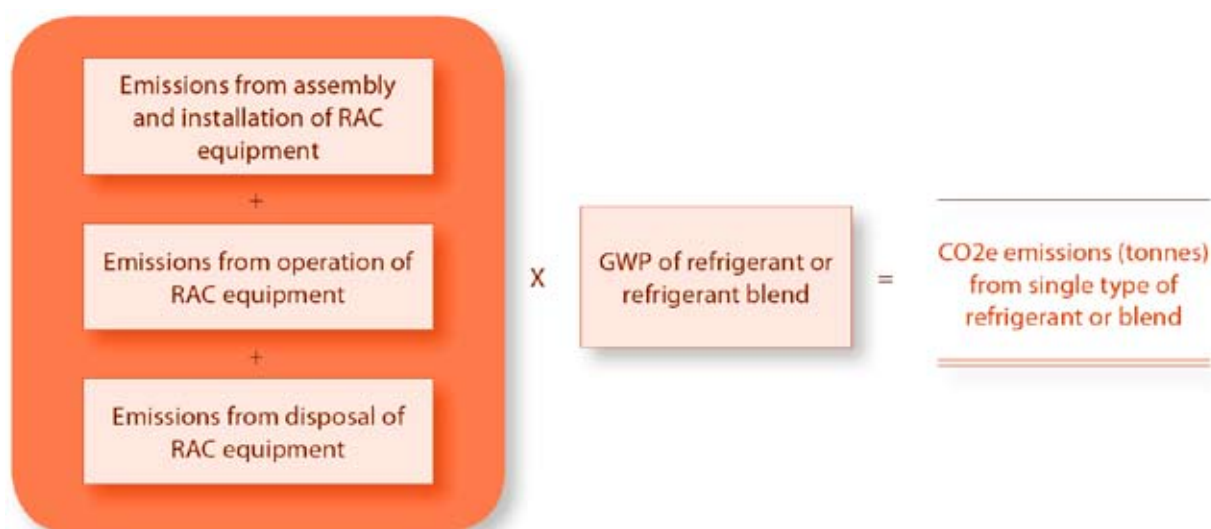 Emissions from assembly
and installation of RAC
equipment
+
Emissions from operation of
RAC equipment
+
Emissions from disposal of
RAC equipment
X
GWP of refrigerant or
refrigerant blend
=
CO2e emissions (tonnes)
from single type of
refrigerant or blend